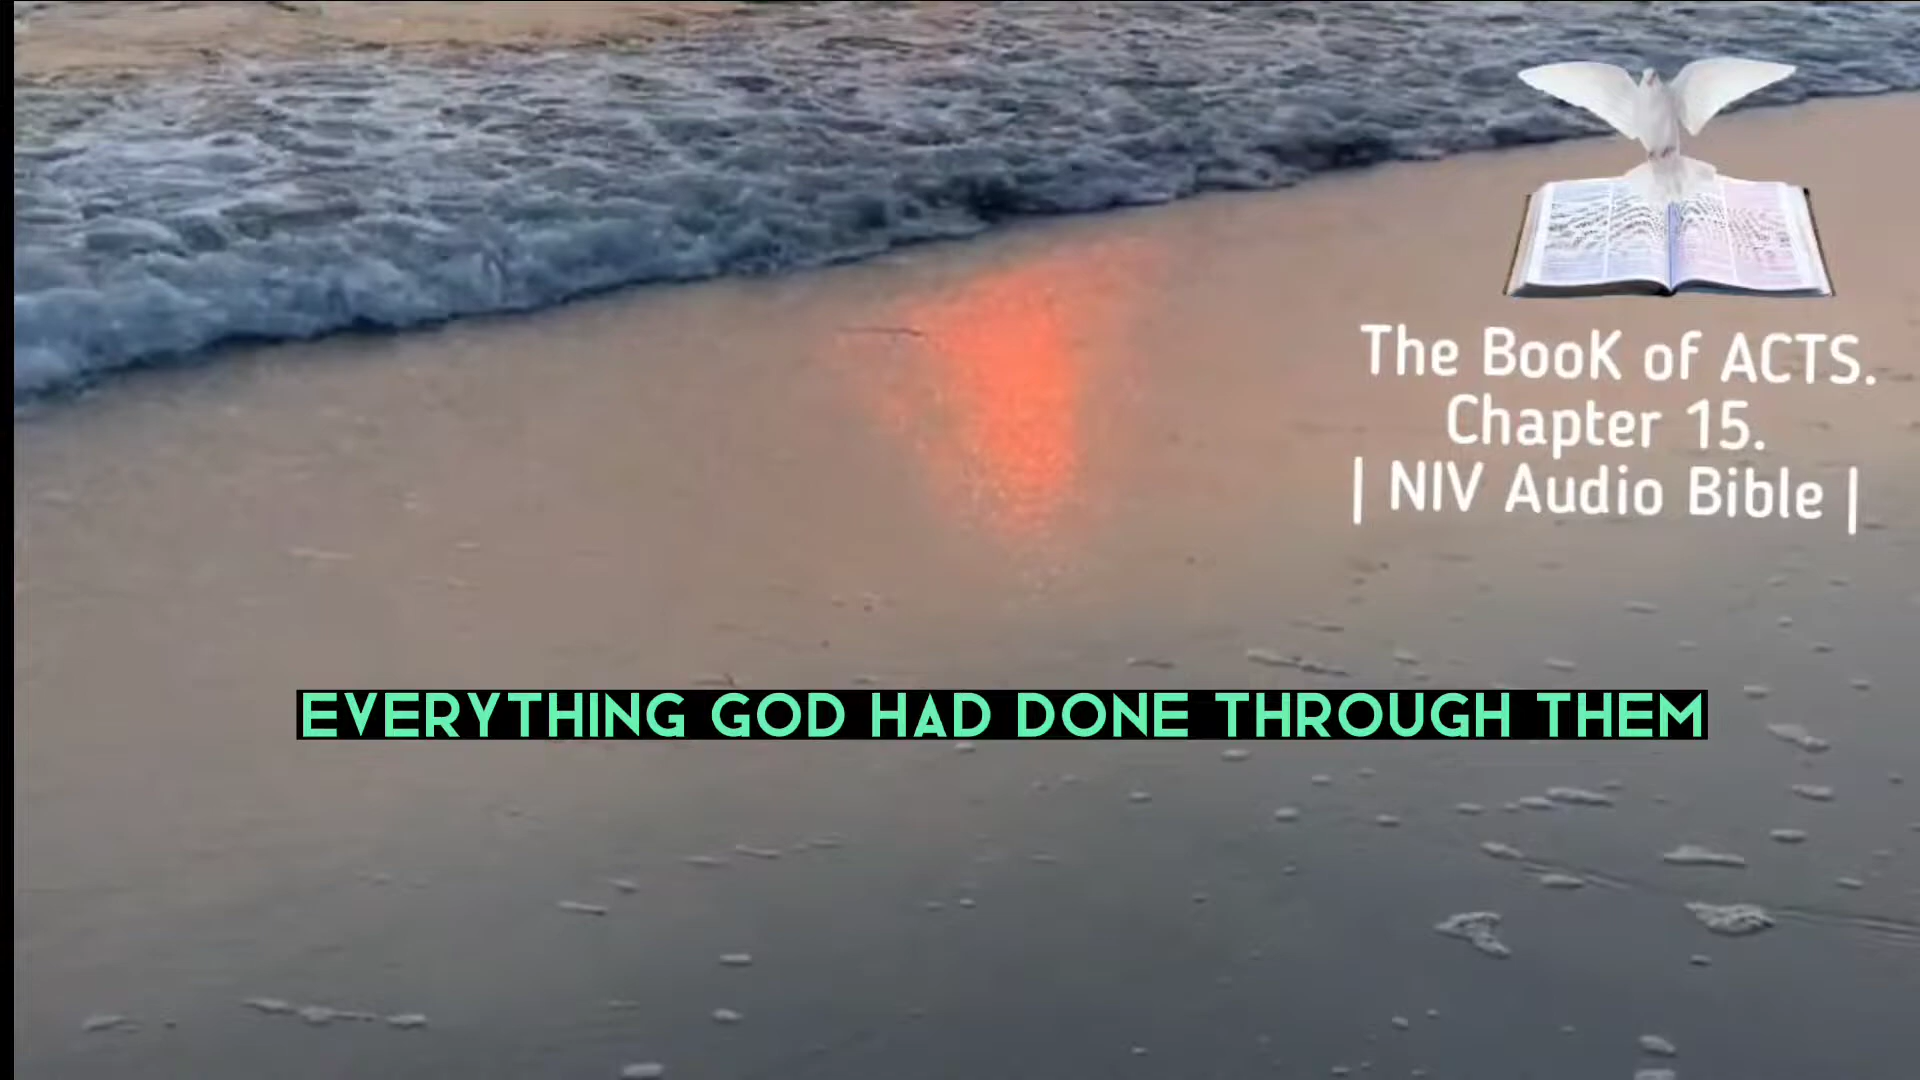 The BooK of ACTS.
Chapter 15.
| NIV Audio Bible |
EVERYTHING GOD HAD DONE THROUGH THEM